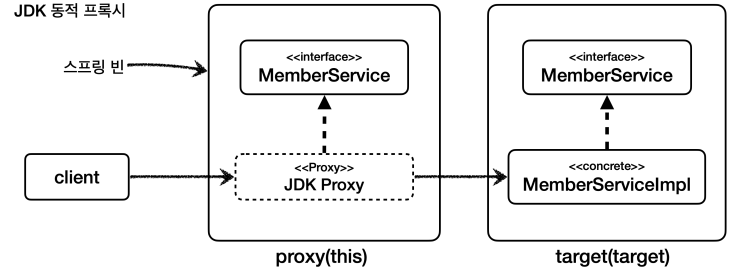 JDK 동적 프록시
스프링 빈
<<interface>>
MemberService
<<interface>>
MemberService
client
<<Proxy>>
JDK Proxy
<<concrete>>
MemberServiceImpl
proxy(this)
target(target)